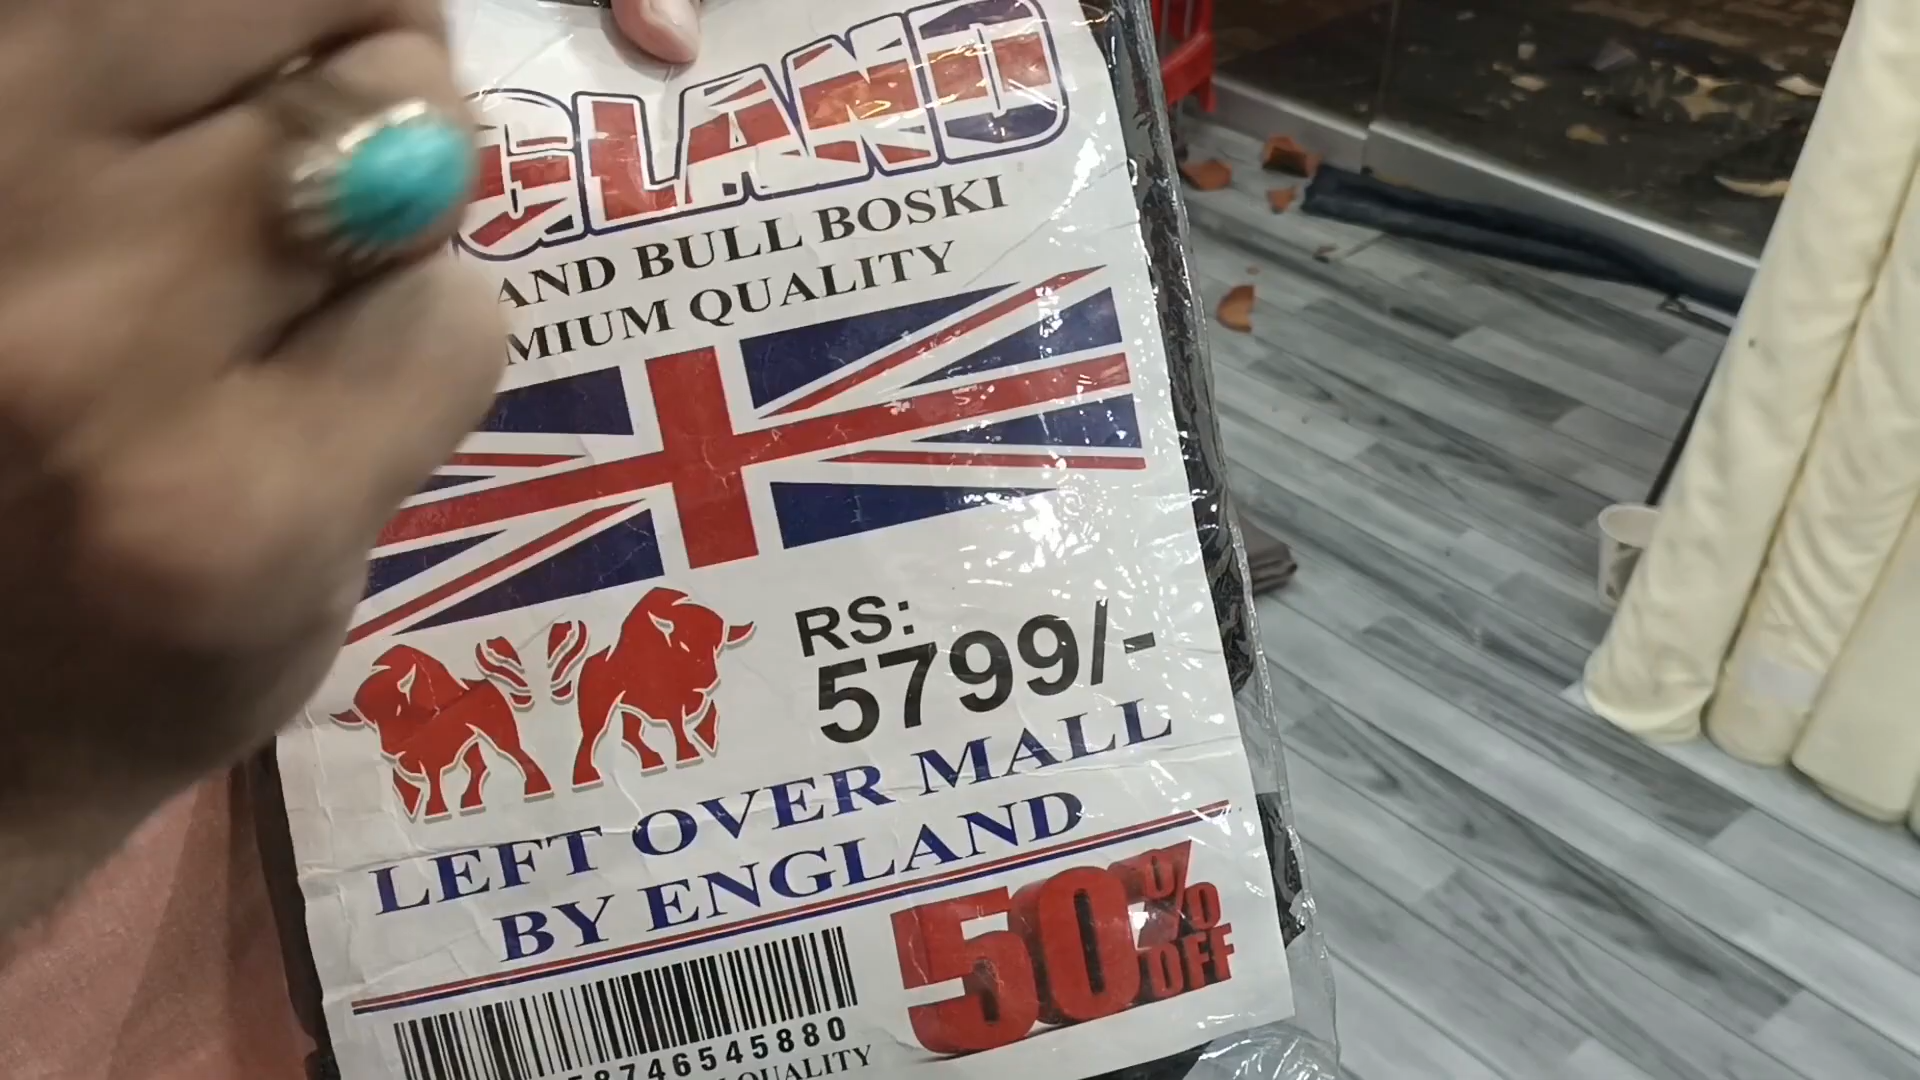 GLAND
AND BULL BOSKI
MIUM QUALITY
RS:
5799/-
LEFT OVER MALL
BY ENGLAND
50% OFF
8746545880
QUALITY